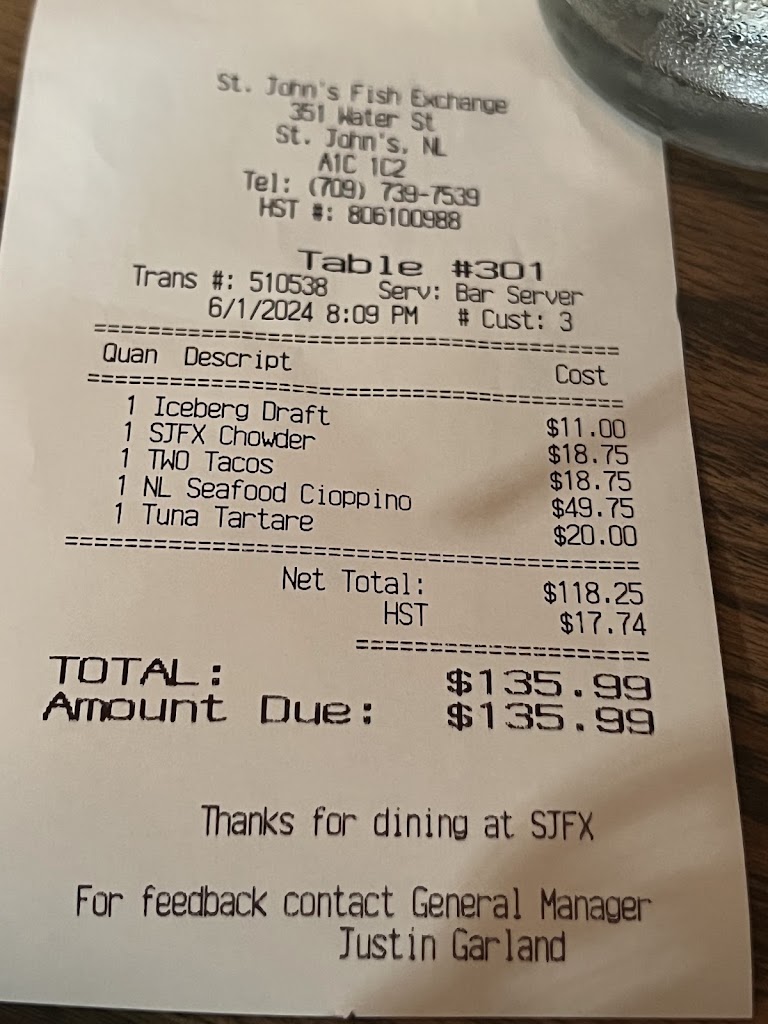 St. John's Fish Exchange
351 Water St
St. John's, NL
A1C 1C2
Tel: (709) 739-7539
HST #: 806100988
Table #301
Trans #: 510538 Serv: Bar Server
6/1/2024 8:09 PM # Cust: 3
========================================
Quan Descript Cost
========================================
1 Iceberg Draft $11.00
1 SJFX Chowder $18.75
1 TWO Tacos $18.75
1 NL Seafood Cioppino $49.75
1 Tuna Tartare $20.00
========================================
Net Total: $118.25
HST $17.74
====================
TOTAL: $135.99
Amount Due: $135.99
Thanks for dining at SJFX
For feedback contact General Manager
Justin Garland